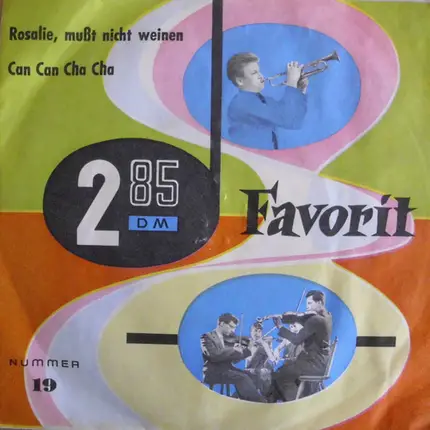 Rosalie, mußt nicht weinen
Can Can Cha Cha
2 85
DM
Favorit
NUMMER
19